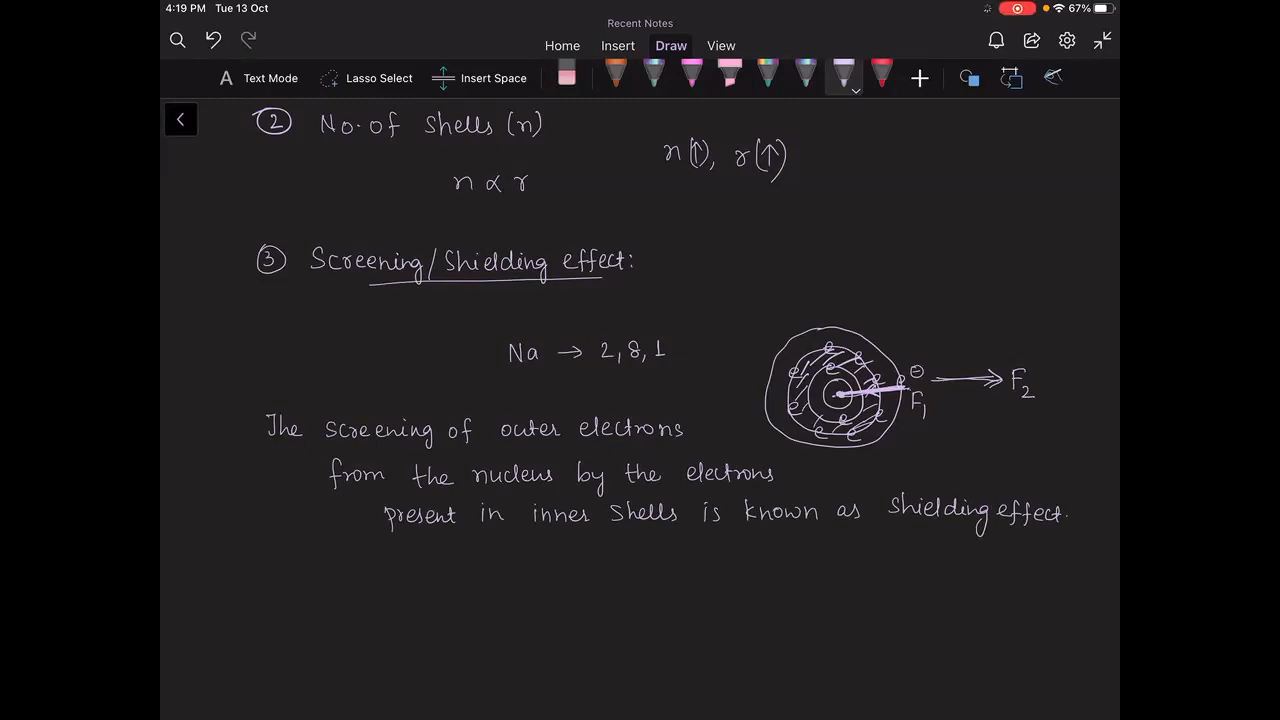 4:19 PM Tue 13 Oct
67%
Recent Notes
Home Insert Draw View
A Text Mode Lasso Select Insert Space
② No. of Shells (n)
n(↑), r(↑)
n ∝ r
③ Screening/Shielding effect:
Na → 2, 8, 1
e e e e e e e e e e e ⊖ → F₂
F₁
The screening of outer electrons
from the nucleus by the electrons
present in inner shells is known as shielding effect.